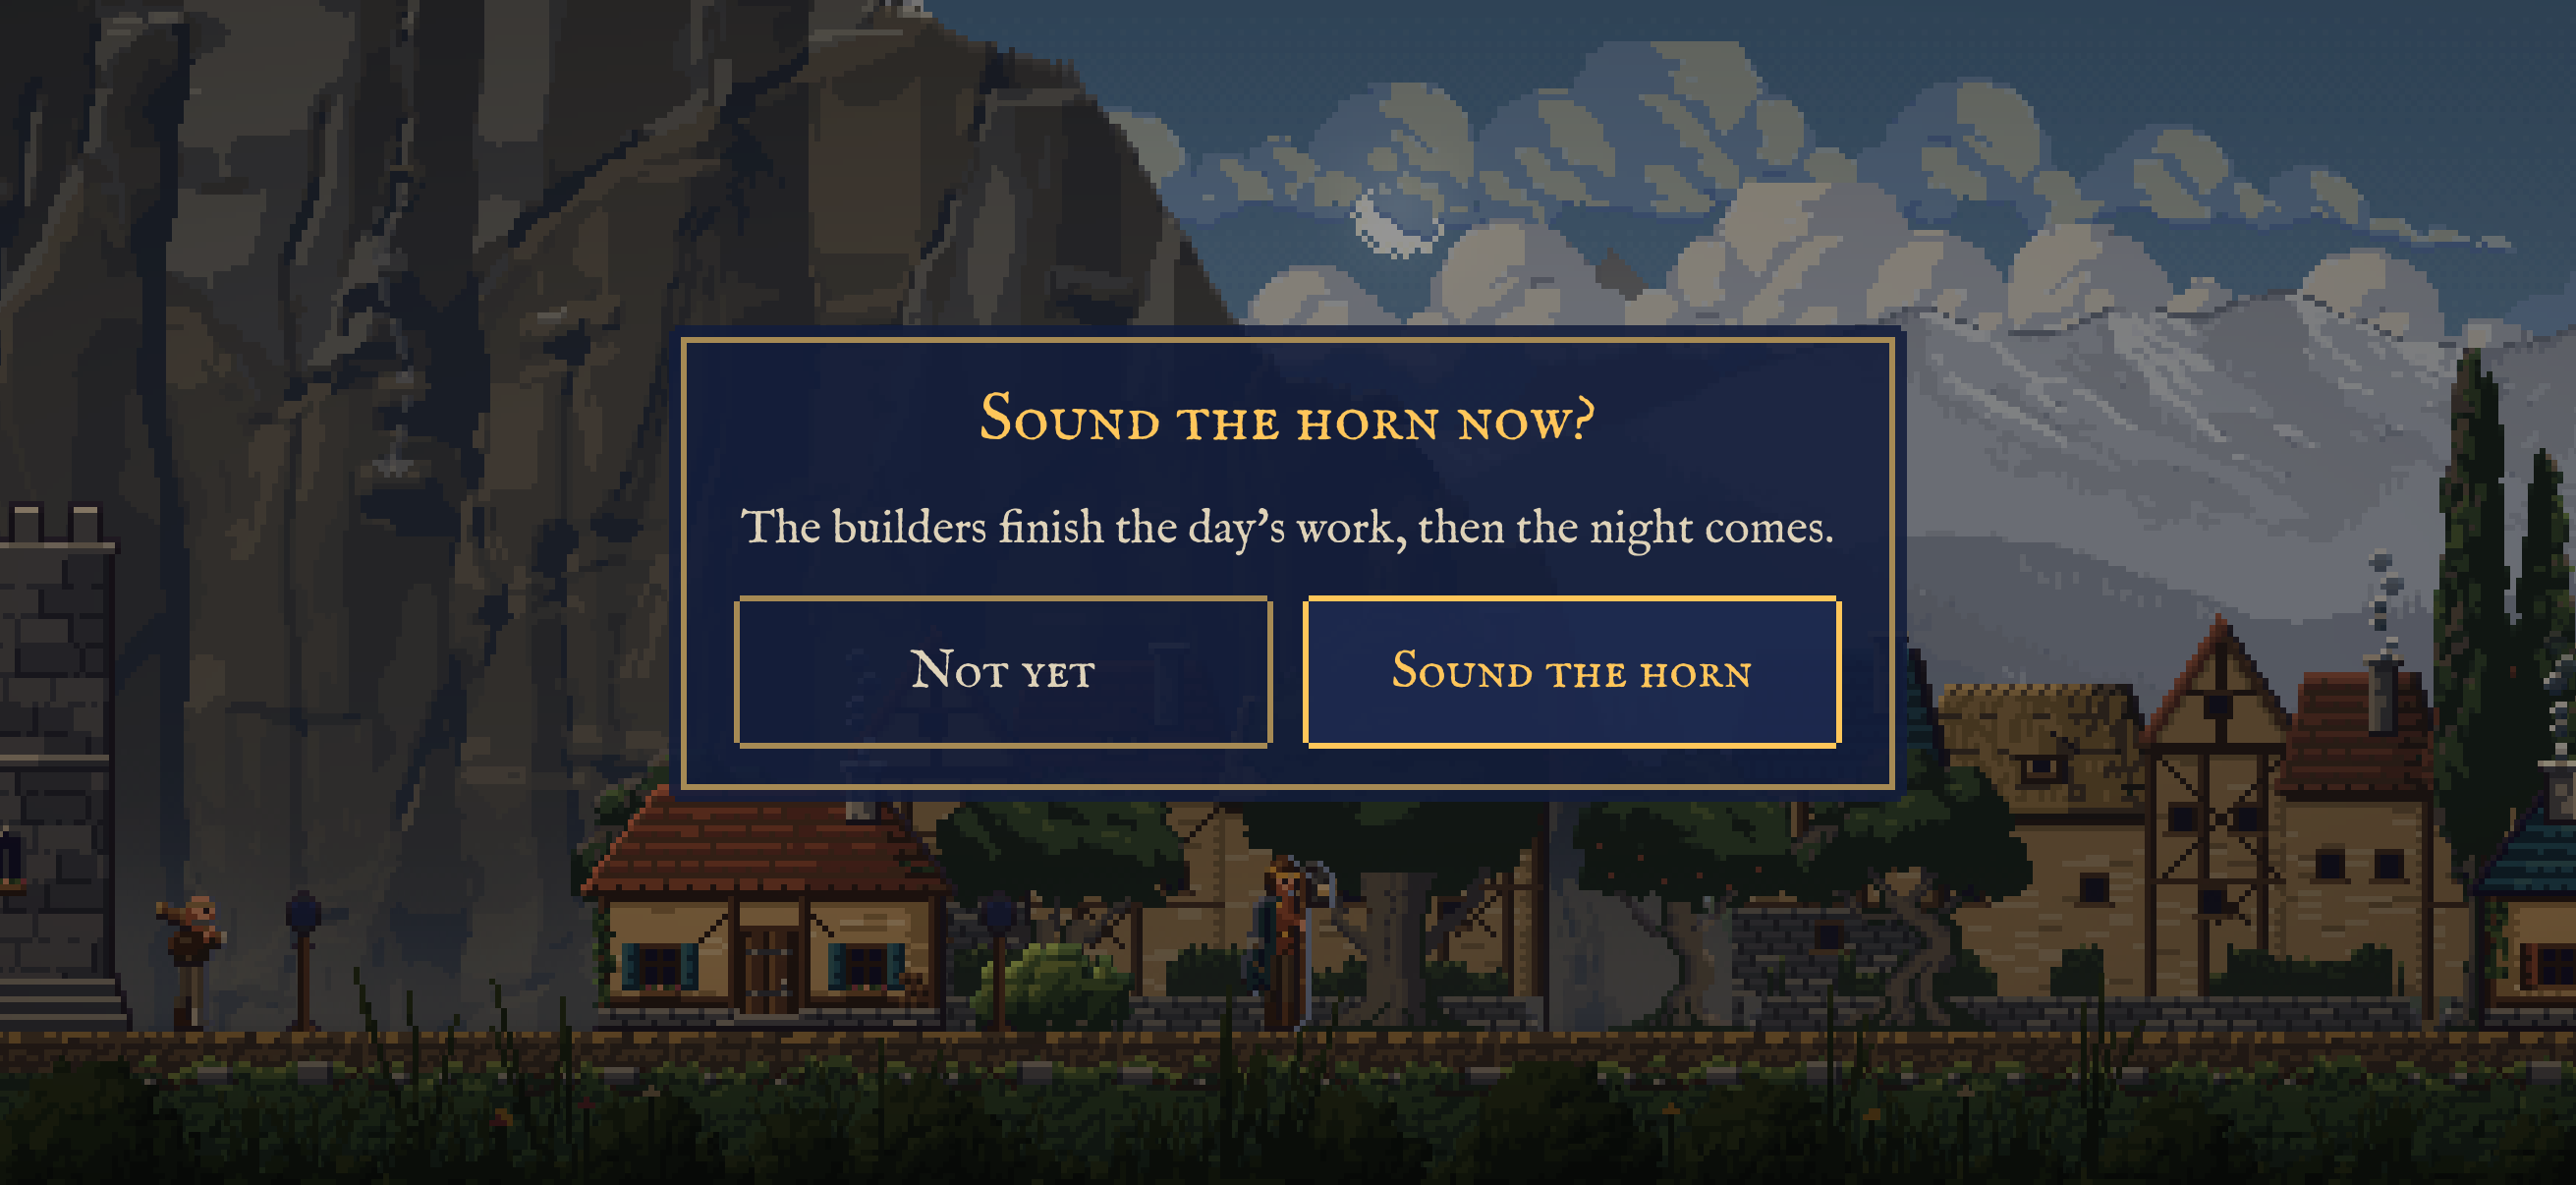 Sound the horn now?
The builders finish the day's work, then the night comes.
Not yet
Sound the horn